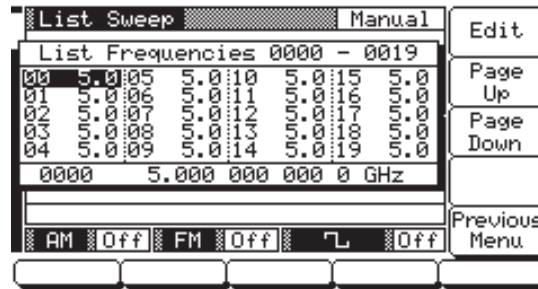 List Sweep Manual
Edit
List Frequencies 0000 - 0019
00 5.0 05 5.0 10 5.0 15 5.0
01 5.0 06 5.0 11 5.0 16 5.0
02 5.0 07 5.0 12 5.0 17 5.0
03 5.0 08 5.0 13 5.0 18 5.0
04 5.0 09 5.0 14 5.0 19 5.0
Page
Up
Page
Down
0000 5.000 000 000 0 GHz
Previous
Menu
AM Off FM Off Off